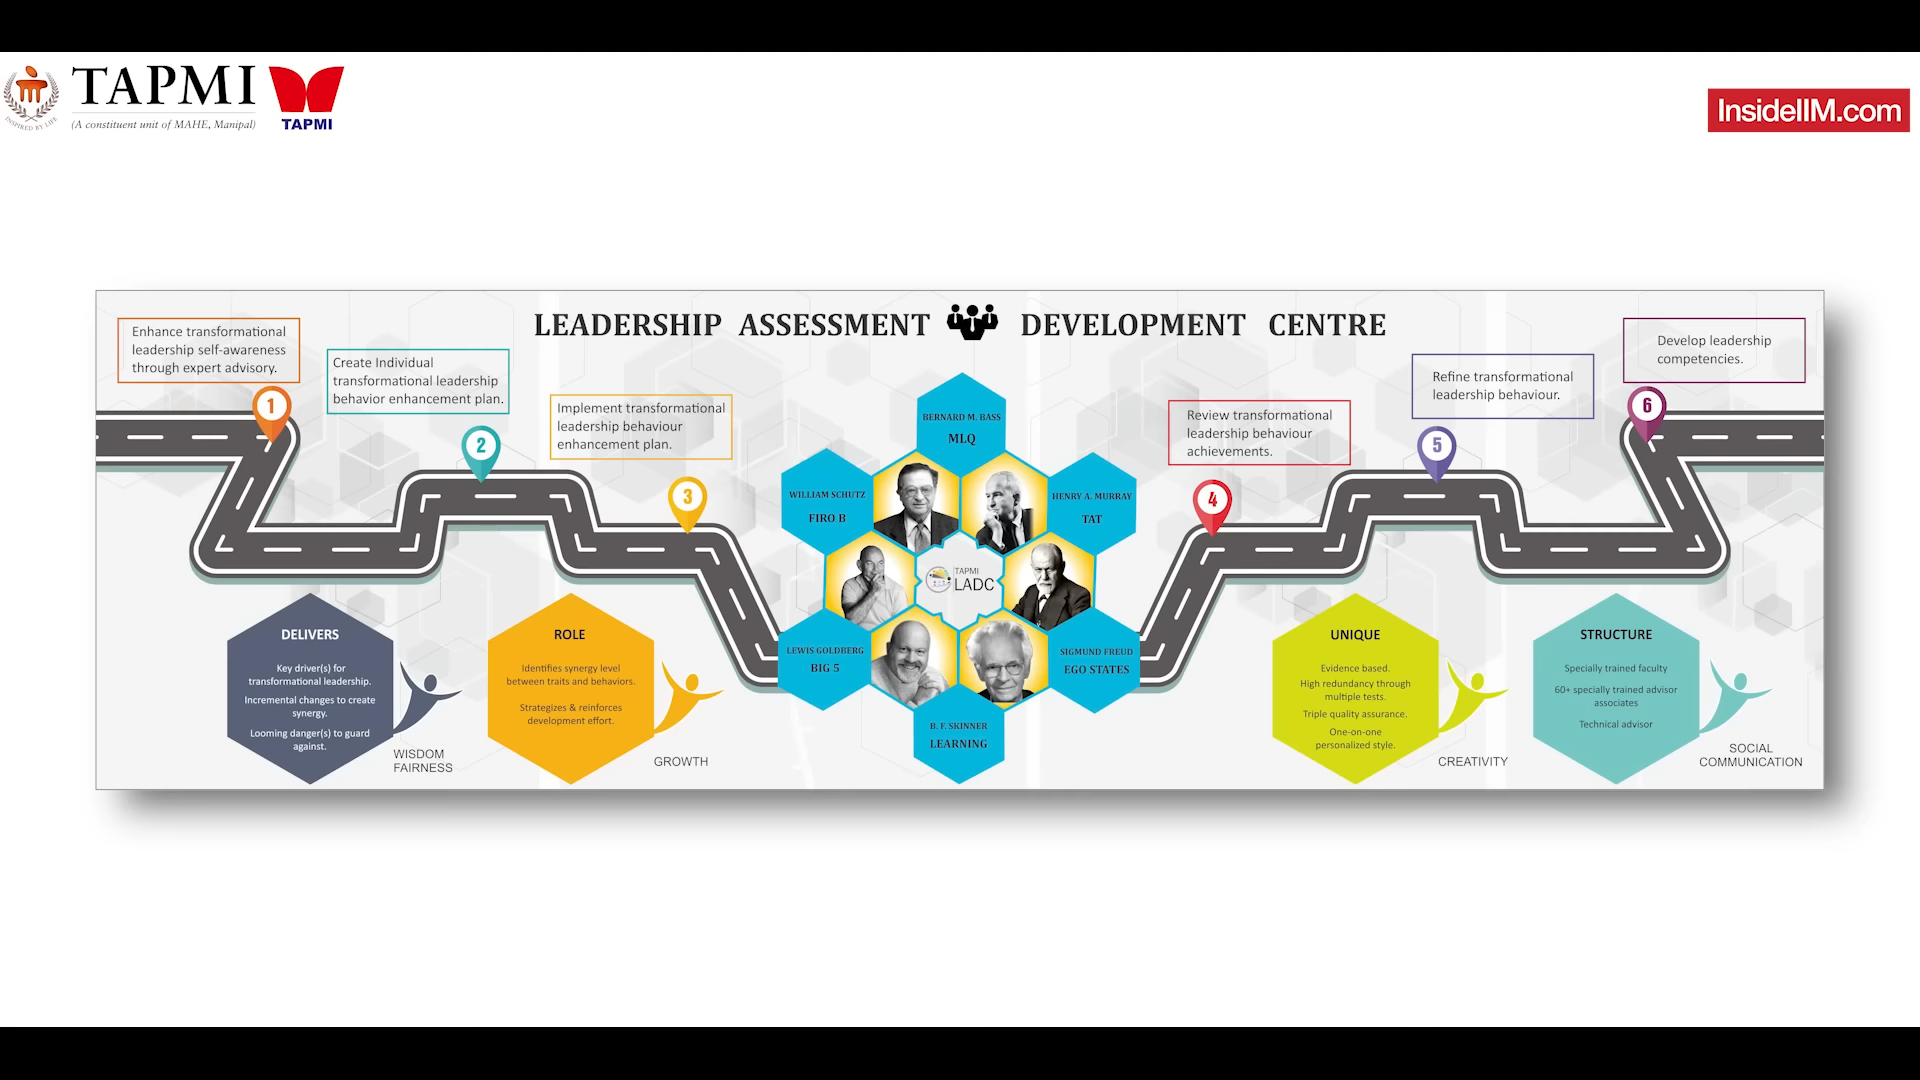 INSPIRED BY LIFE
TAPMI
(A constituent unit of MAHE, Manipal)
TAPMI
InsideIIM.com
LEADERSHIP ASSESSMENT DEVELOPMENT CENTRE
Enhance transformational
leadership self-awareness
through expert advisory.
1
Create Individual
transformational leadership
behavior enhancement plan.
2
Implement transformational
leadership behaviour
enhancement plan.
3
BERNARD M. BASS
MLQ
WILLIAM SCHUTZ
FIRO B
HENRY A. MURRAY
TAT
TAPMI
LADC
LEWIS GOLDBERG
BIG 5
SIGMUND FREUD
EGO STATES
B. F. SKINNER
LEARNING
Review transformational
leadership behaviour
achievements.
4
Refine transformational
leadership behaviour.
5
Develop leadership
competencies.
6
DELIVERS
Key driver(s) for
transformational leadership.
Incremental changes to create
synergy.
Looming danger(s) to guard
against.
WISDOM
FAIRNESS
ROLE
Identifies synergy level
between traits and behaviors.
Strategizes & reinforces
development effort.
GROWTH
UNIQUE
Evidence based.
High redundancy through
multiple tests.
Triple quality assurance.
One-on-one
personalized style.
CREATIVITY
STRUCTURE
Specially trained faculty
60+ specially trained advisor
associates
Technical advisor
SOCIAL
COMMUNICATION